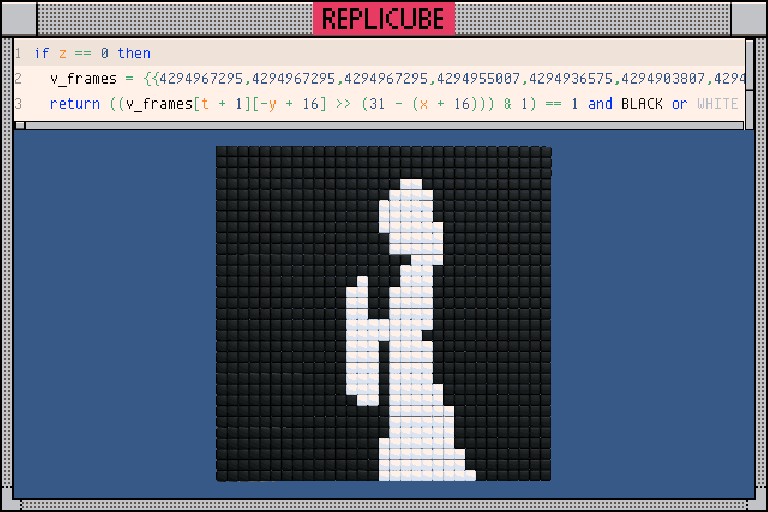 REPLICUBE
1 if z == 0 then
2 v_frames = {{4294967295,4294967295,4294967295,4294955007,4294936575,4294903807,4294
3 return ((v_frames[t + 1][-y + 16] >> (31 - (x + 16))) & 1) == 1 and BLACK or WHITE